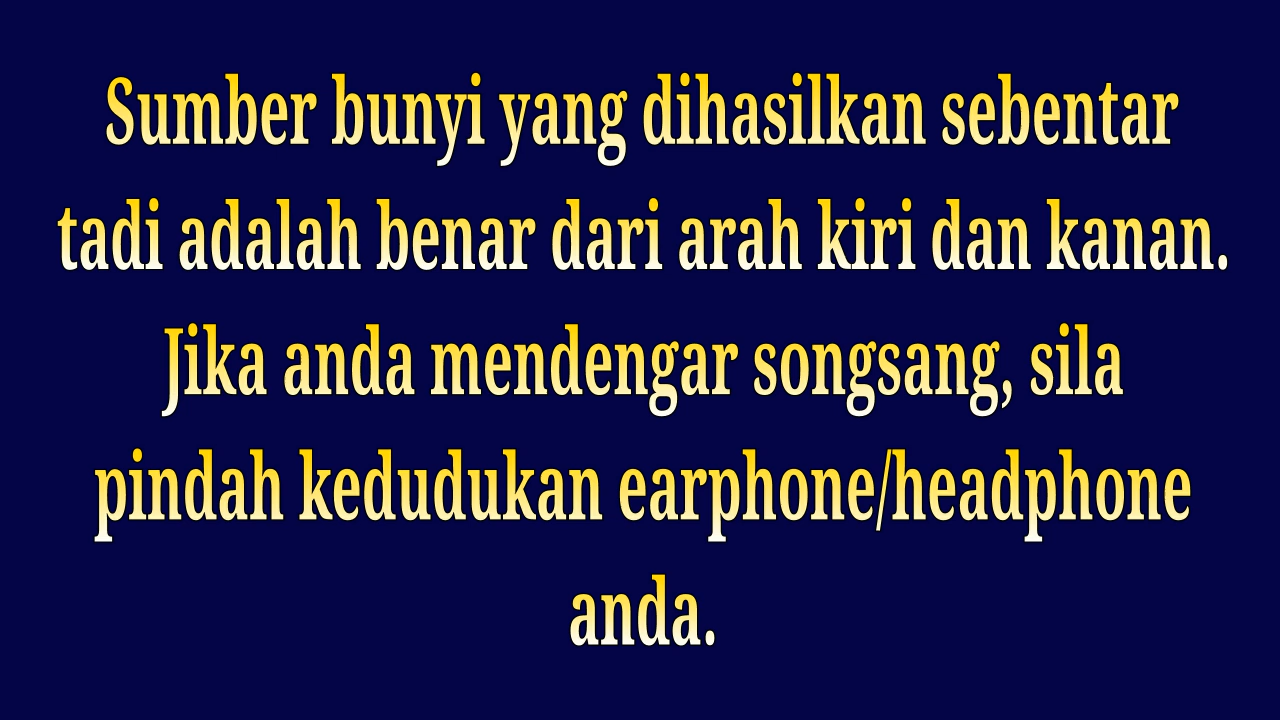 Sumber bunyi yang dihasilkan sebentar
tadi adalah benar dari arah kiri dan kanan.
Jika anda mendengar songsang, sila
pindah kedudukan earphone/headphone
anda.